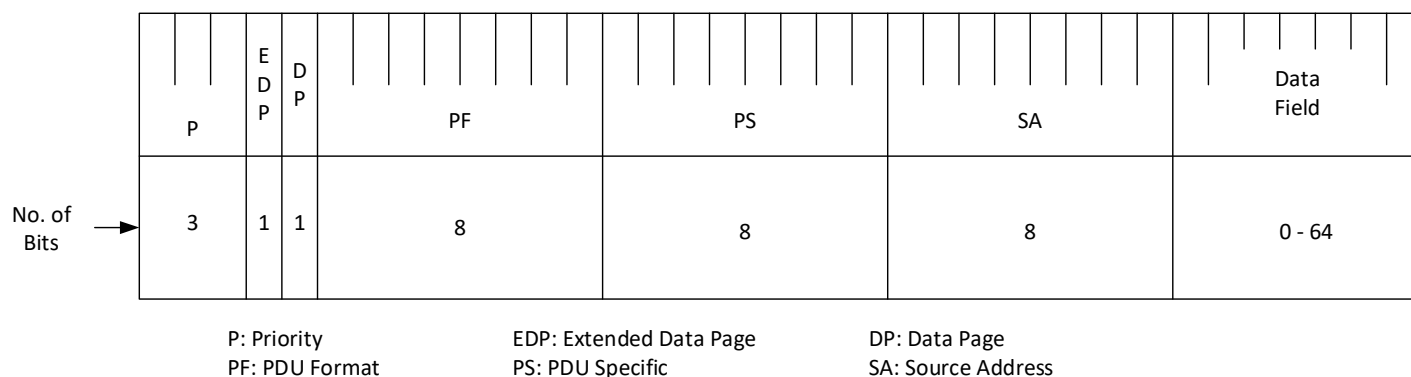 E
D
P
D
P
Data
Field
P
PF
PS
SA
No. of
Bits
3
1
1
8
8
8
0 - 64
P: Priority
EDP: Extended Data Page
DP: Data Page
PF: PDU Format
PS: PDU Specific
SA: Source Address